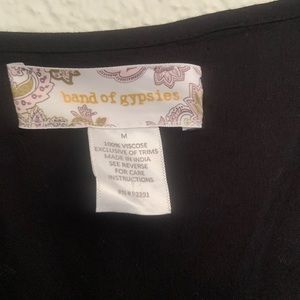 band of gypsies
M
100% VISCOSE
EXCLUSIVE OF TRIMS
MADE IN INDIA
SEE REVERSE
FOR CARE
INSTRUCTIONS